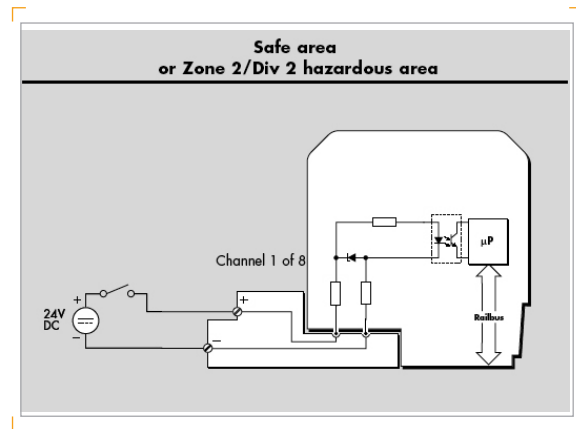 Safe area
or Zone 2/Div 2 hazardous area
Channel 1 of 8
µP
Railbus
+
24V
DC
−
+
−